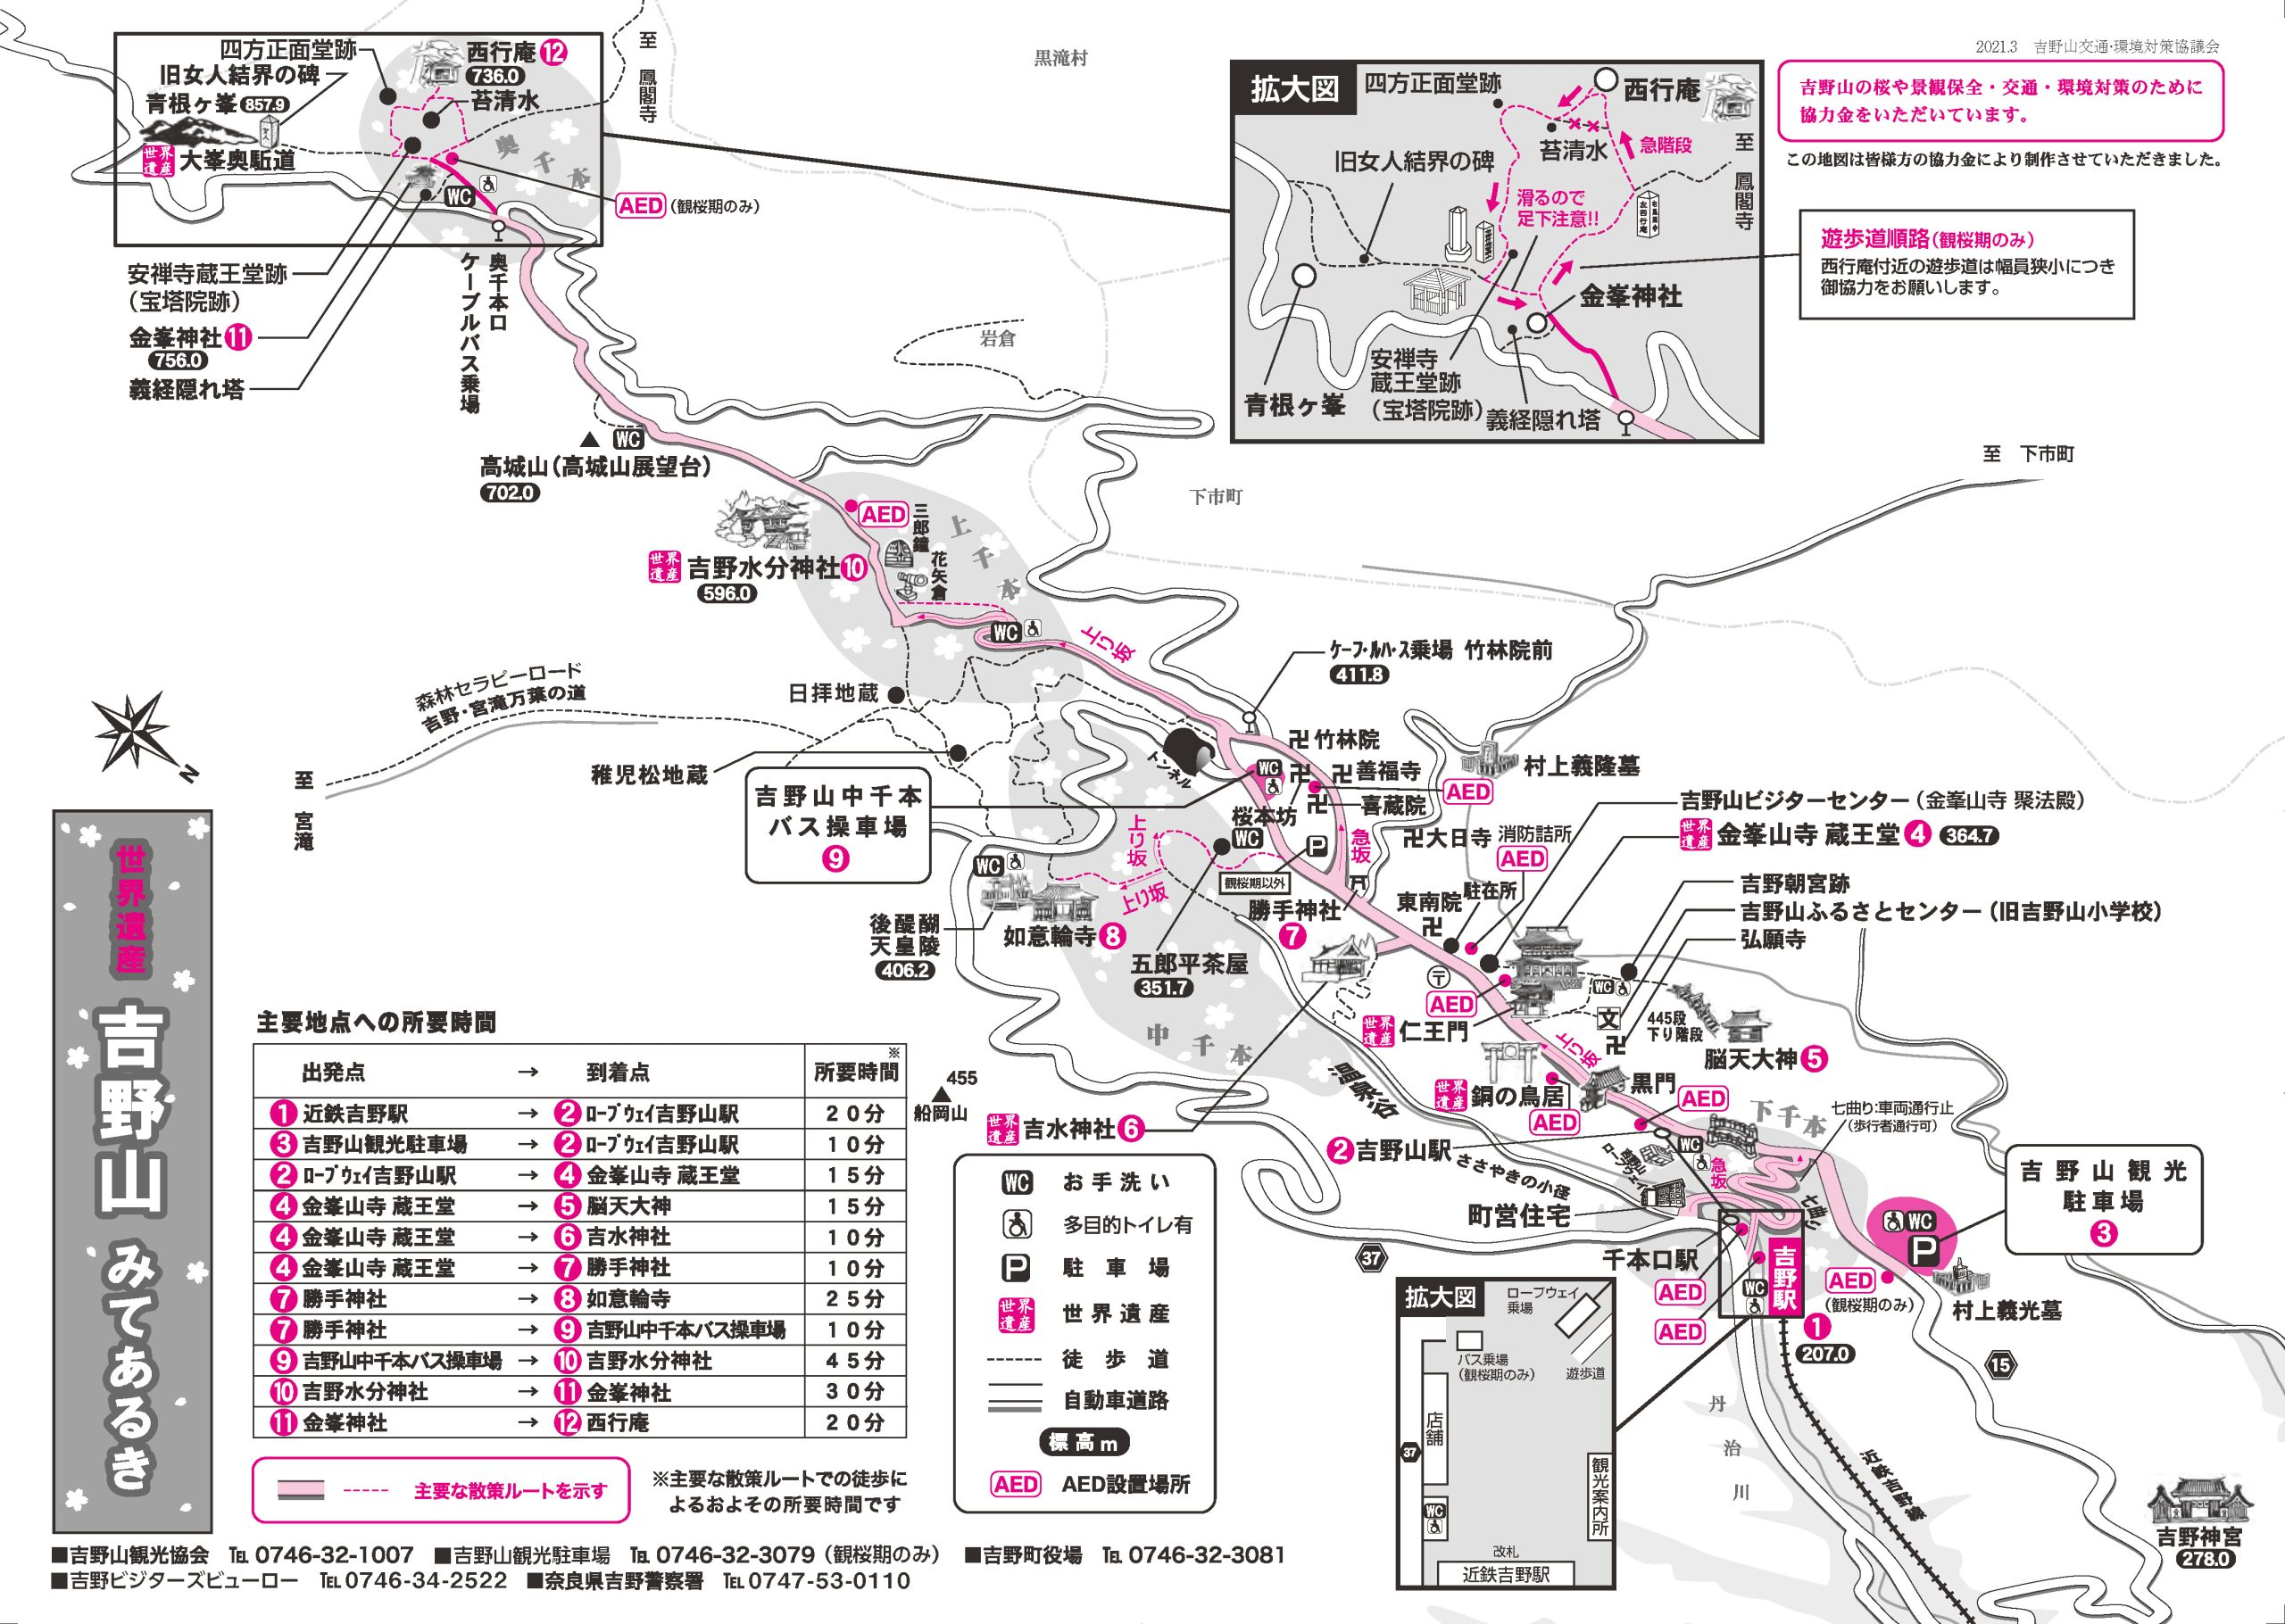 2021.3 吉野山交通・環境対策協議会
吉野山の桜や景観保全・交通・環境対策のために
協力金をいただいています。
この地図は皆様方の協力金により制作させていただきました。
遊歩道順路(観桜期のみ)
西行庵付近の遊歩道は幅員狭小につき
御協力をお願いします。
四方正面堂跡
旧女人結界の碑
青根ヶ峯 857.9
世界遺産 大峯奥駈道
西行庵 12
736.0
苔清水
奥千本
WC
AED (観桜期のみ)
至 鳳閣寺
黒滝村
安禅寺蔵王堂跡
(宝塔院跡)
金峯神社 11
756.0
義経隠れ塔
奥千本口
ケーブルバス乗場
岩倉
拡大図
四方正面堂跡
西行庵
苔清水
急階段
至 鳳閣寺
旧女人結界の碑
滑るので
足下注意!!
金峯神社
安禅寺
蔵王堂跡
(宝塔院跡)
義経隠れ塔
青根ヶ峯
至 下市町
下市町
WC
高城山(高城山展望台)
702.0
AED
三郎鐘
花矢倉
上千本
世界遺産 吉野水分神社 10
596.0
WC
上り坂
ケーブルバス乗場 竹林院前
411.8
森林セラピーロード
吉野・宮滝万葉の道
至 宮滝
日拝地蔵
稚児松地蔵
吉野山中千本
バス操車場
9
トンネル
卍竹林院
卍善福寺
WC
卍
桜本坊
卍
喜蔵院
AED
村上義隆墓
吉野山ビジターセンター(金峯山寺 聚法殿)
世界遺産 金峯山寺 蔵王堂 4 364.7
吉野朝宮跡
吉野山ふるさとセンター(旧吉野山小学校)
弘願寺
卍大日寺
消防詰所
AED
急坂
P
観桜期以外
上り坂
上り坂
WC
WC
勝手神社
7
東南院
卍
駐在所
後醍醐
天皇陵
406.2
如意輪寺 8
五郎平茶屋
351.7
中千本
〒
AED
世界遺産 仁王門
WC
文
卍
445段
下り階段
脳天大神 5
上り坂
世界遺産 銅の鳥居
AED
黒門
AED
下千本
七曲り:車両通行止
(歩行者通行可)
455
船岡山
世界遺産 吉水神社 6
2 吉野山駅
ささやきの小径
吉野山
ロープウェイ
WC
急坂
七曲り
町営住宅
千本口駅
AED
AED
WC
吉野駅
1
207.0
WC
P
AED
(観桜期のみ)
吉野山観光
駐車場
3
村上義光墓
37
15
丹治川
近鉄吉野線
吉野神宮
278.0
拡大図
ロープウェイ
乗場
バス乗場
(観桜期のみ)
遊歩道
店舗
37
WC
観光案内所
改札
近鉄吉野駅
N
世界遺産
吉野山 みてあるき
主要地点への所要時間
出発点 → 到着点 所要時間※
1 近鉄吉野駅 → 2 ロープウェイ吉野山駅 20分
3 吉野山観光駐車場 → 2 ロープウェイ吉野山駅 10分
2 ロープウェイ吉野山駅 → 4 金峯山寺 蔵王堂 15分
4 金峯山寺 蔵王堂 → 5 脳天大神 15分
4 金峯山寺 蔵王堂 → 6 吉水神社 10分
4 金峯山寺 蔵王堂 → 7 勝手神社 10分
7 勝手神社 → 8 如意輪寺 25分
7 勝手神社 → 9 吉野山中千本バス操車場 10分
9 吉野山中千本バス操車場 → 10 吉野水分神社 45分
10 吉野水分神社 → 11 金峯神社 30分
11 金峯神社 → 12 西行庵 20分
主要な散策ルートを示す
※主要な散策ルートでの徒歩に
よるおよその所要時間です
WC お手洗い
多目的トイレ有
P 駐車場
世界遺産 世界遺産
徒歩道
自動車道路
標高m
AED AED設置場所
■吉野山観光協会 TEL 0746-32-1007 ■吉野山観光駐車場 TEL 0746-32-3079(観桜期のみ) ■吉野町役場 TEL 0746-32-3081
■吉野ビジターズビューロー TEL 0746-34-2522 ■奈良県吉野警察署 TEL 0747-53-0110